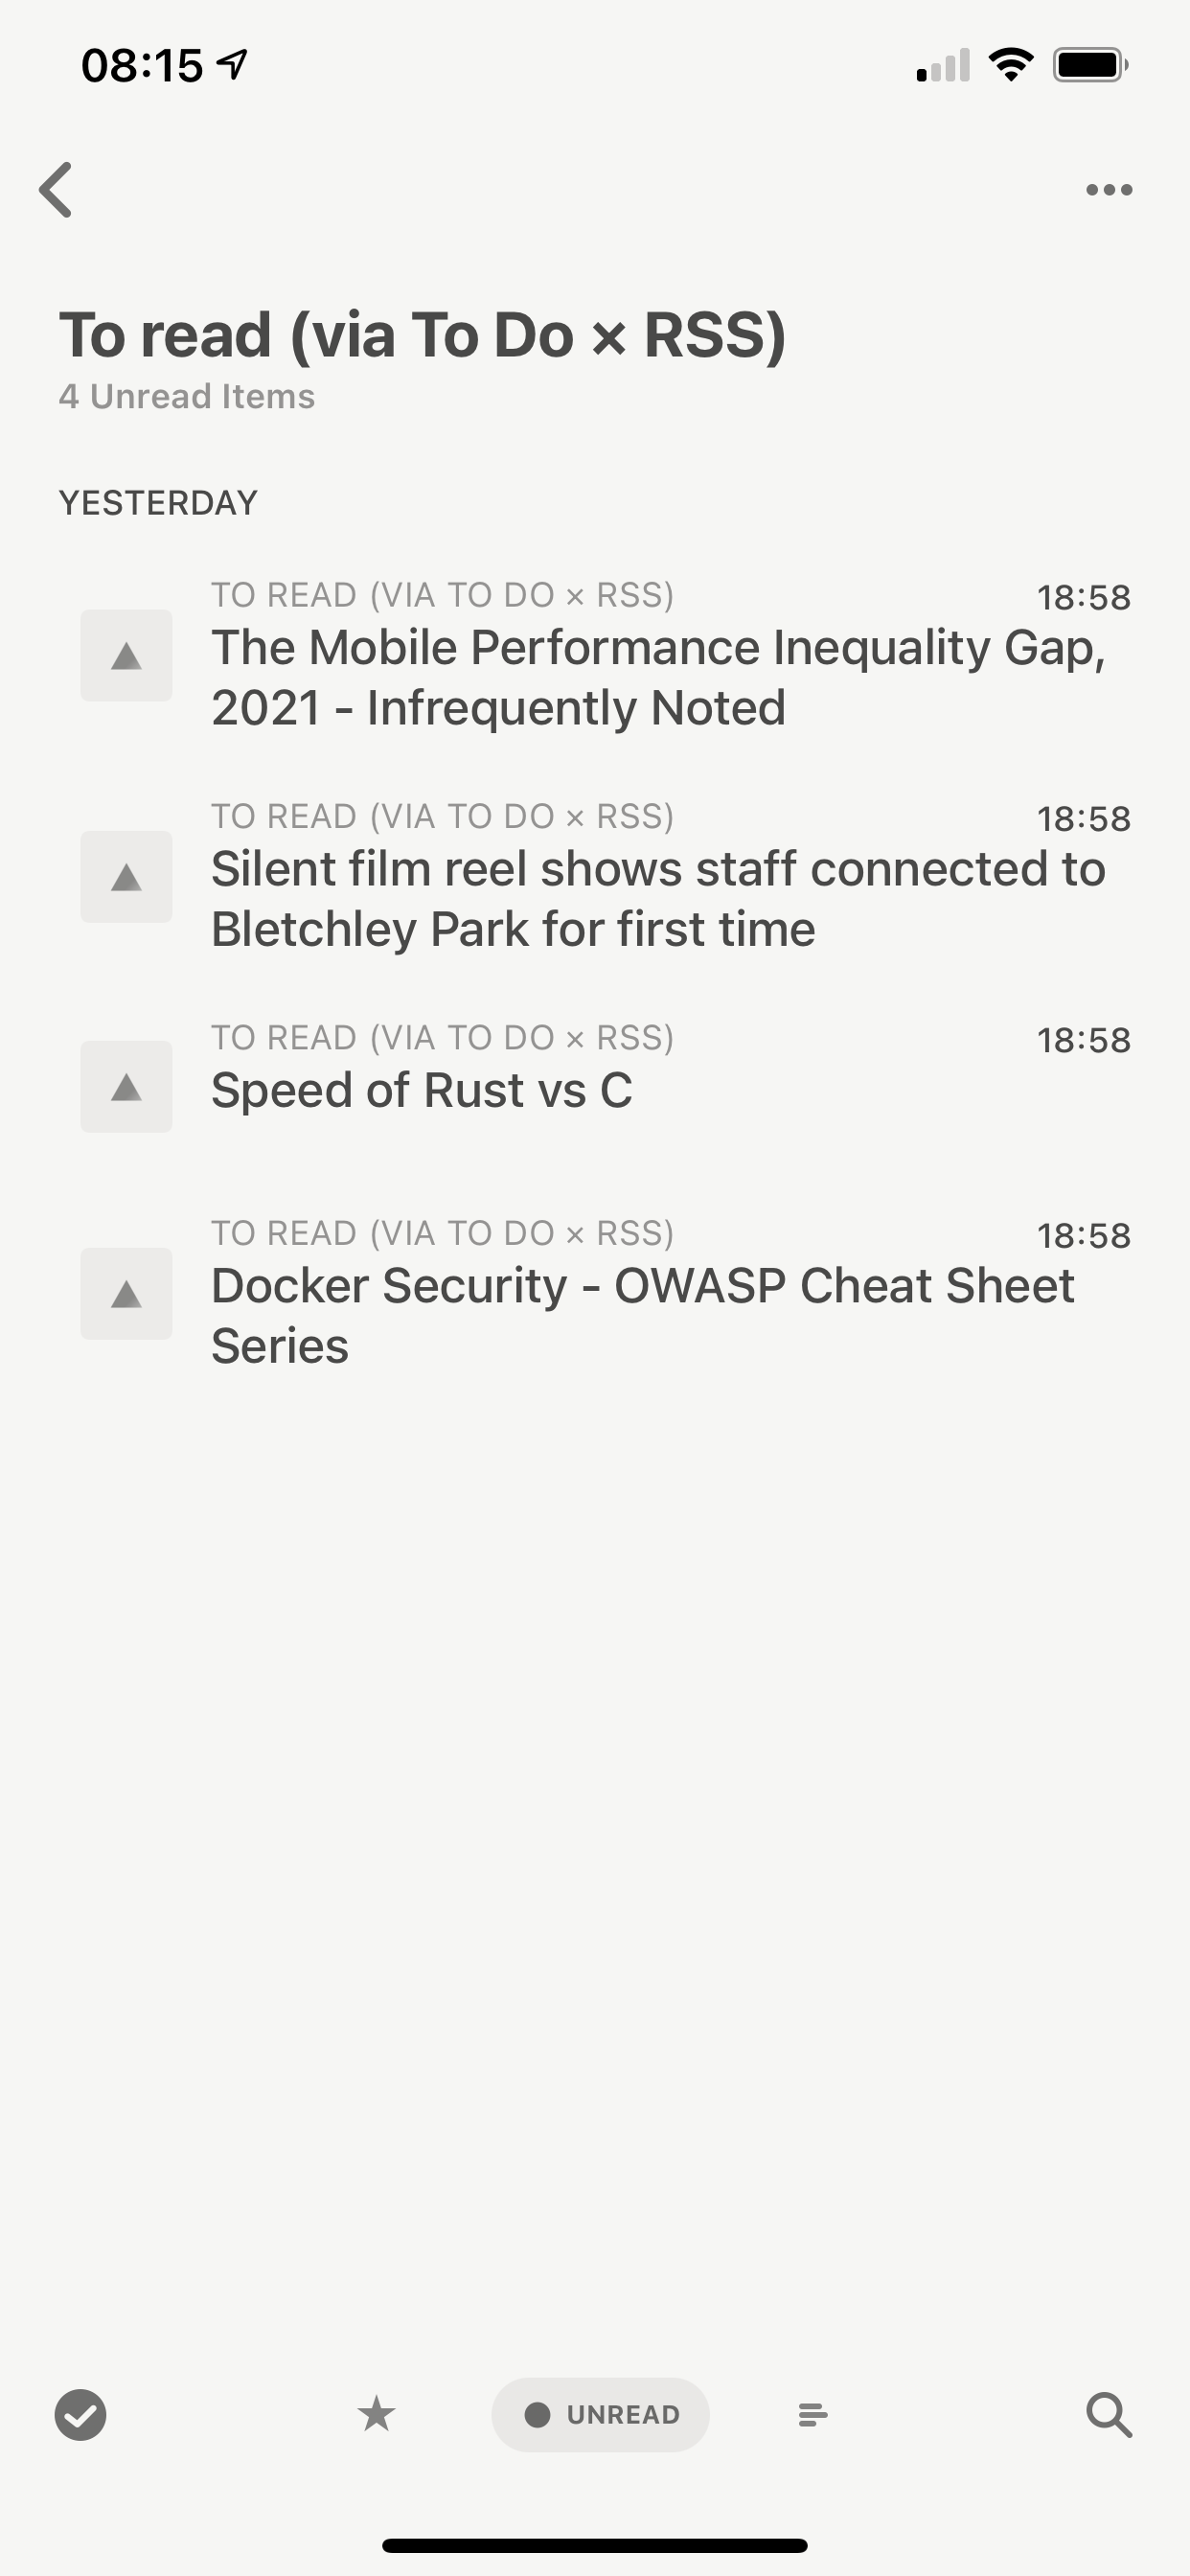 08:15
To read (via To Do × RSS)
4 Unread Items
YESTERDAY
TO READ (VIA TO DO × RSS) 18:58
The Mobile Performance Inequality Gap,
2021 - Infrequently Noted
TO READ (VIA TO DO × RSS) 18:58
Silent film reel shows staff connected to
Bletchley Park for first time
TO READ (VIA TO DO × RSS) 18:58
Speed of Rust vs C
TO READ (VIA TO DO × RSS) 18:58
Docker Security - OWASP Cheat Sheet
Series
UNREAD